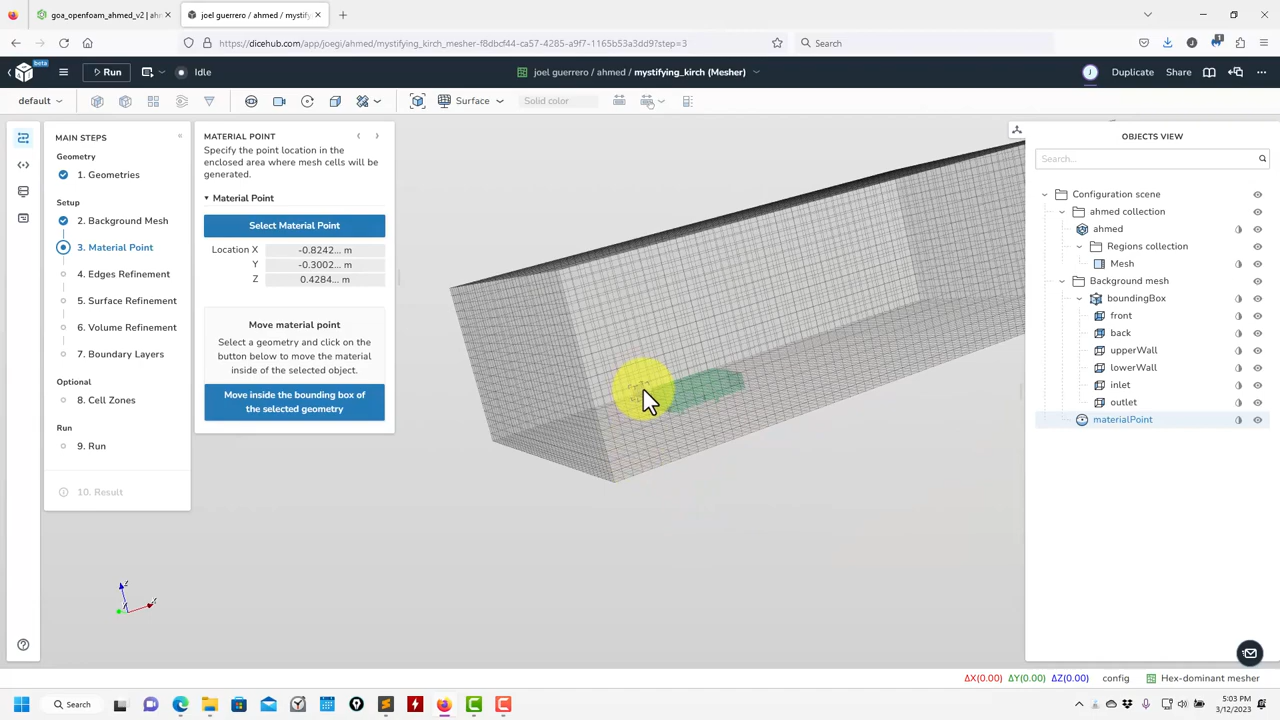 goa_openfoam_ahmed_v2 | ahm
joel guerrero / ahmed / mystify
https://dicehub.com/app/joegi/ahmed/mystifying_kirch_mesher-f8dbcf44-ca57-4285-a9f7-1165b53a3dd9?step=3
Search
beta
Run
Idle
joel guerrero / ahmed / mystifying_kirch (Mesher)
J
Duplicate
Share
default
Surface
Solid color
MAIN STEPS
Geometry
1. Geometries
Setup
2. Background Mesh
3. Material Point
4. Edges Refinement
5. Surface Refinement
6. Volume Refinement
7. Boundary Layers
Optional
8. Cell Zones
Run
9. Run
10. Result
MATERIAL POINT
Specify the point location in the
enclosed area where mesh cells will be
generated.
Material Point
Select Material Point
Location X -0.8242... m
Y -0.3002... m
Z 0.4284... m
Move material point
Select a geometry and click on the
button below to move the material
inside of the selected object.
Move inside the bounding box of
the selected geometry
OBJECTS VIEW
Search...
Configuration scene
ahmed collection
ahmed
Regions collection
Mesh
Background mesh
boundingBox
front
back
upperWall
lowerWall
inlet
outlet
materialPoint
Z
X
ΔX(0.00) ΔY(0.00) ΔZ(0.00) config Hex-dominant mesher
Search
5:03 PM
3/12/2023